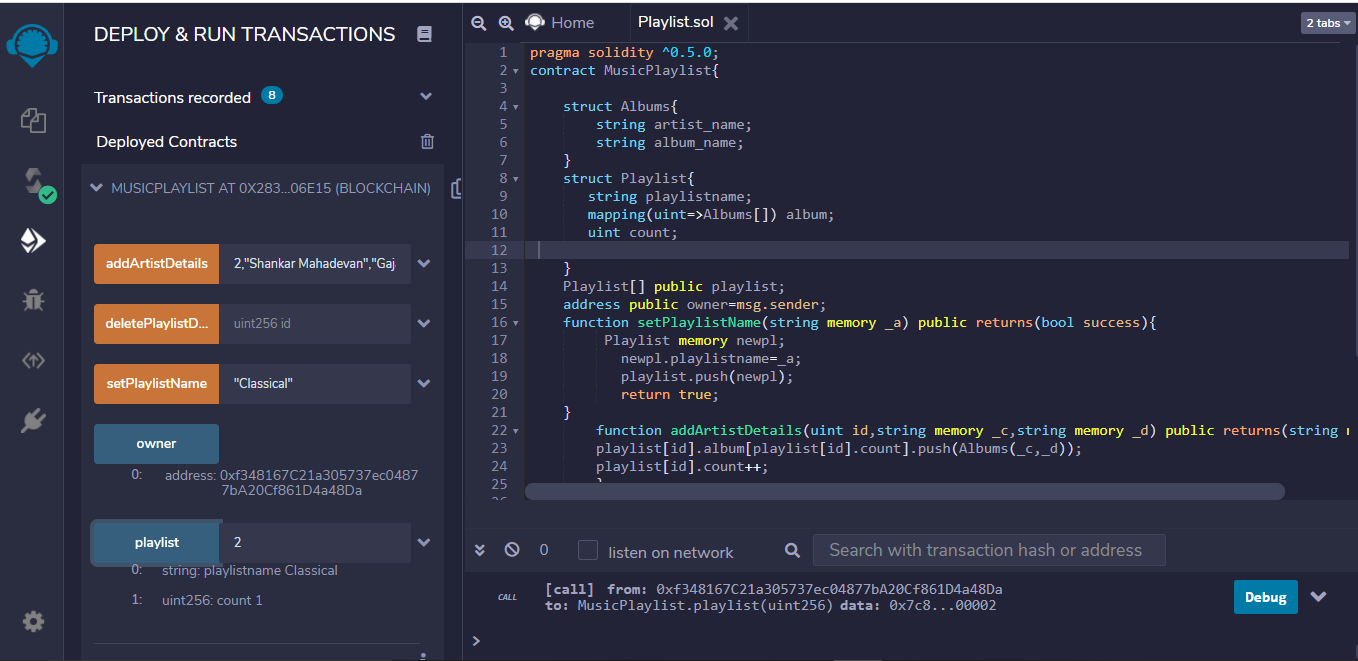 DEPLOY & RUN TRANSACTIONS
Transactions recorded 8
Deployed Contracts
MUSICPLAYLIST AT 0X283...06E15 (BLOCKCHAIN)
addArtistDetails 2,"Shankar Mahadevan","Gaj
deletePlaylistD... uint256 id
setPlaylistName "Classical"
owner
0: address: 0xf348167C21a305737ec0487
7bA20Cf861D4a48Da
playlist 2
0: string: playlistname Classical
1: uint256: count 1
Home Playlist.sol 2 tabs
1 pragma solidity ^0.5.0;
2 contract MusicPlaylist{
3
4 struct Albums{
5 string artist_name;
6 string album_name;
7 }
8 struct Playlist{
9 string playlistname;
10 mapping(uint=>Albums[]) album;
11 uint count;
12
13 }
14 Playlist[] public playlist;
15 address public owner=msg.sender;
16 function setPlaylistName(string memory _a) public returns(bool success){
17 Playlist memory newpl;
18 newpl.playlistname=_a;
19 playlist.push(newpl);
20 return true;
21 }
22 function addArtistDetails(uint id,string memory _c,string memory _d) public returns(string
23 playlist[id].album[playlist[id].count].push(Albums(_c,_d));
24 playlist[id].count++;
25 }
0 listen on network Search with transaction hash or address
CALL [call] from: 0xf348167C21a305737ec04877bA20Cf861D4a48Da
to: MusicPlaylist.playlist(uint256) data: 0x7c8...00002
Debug
>